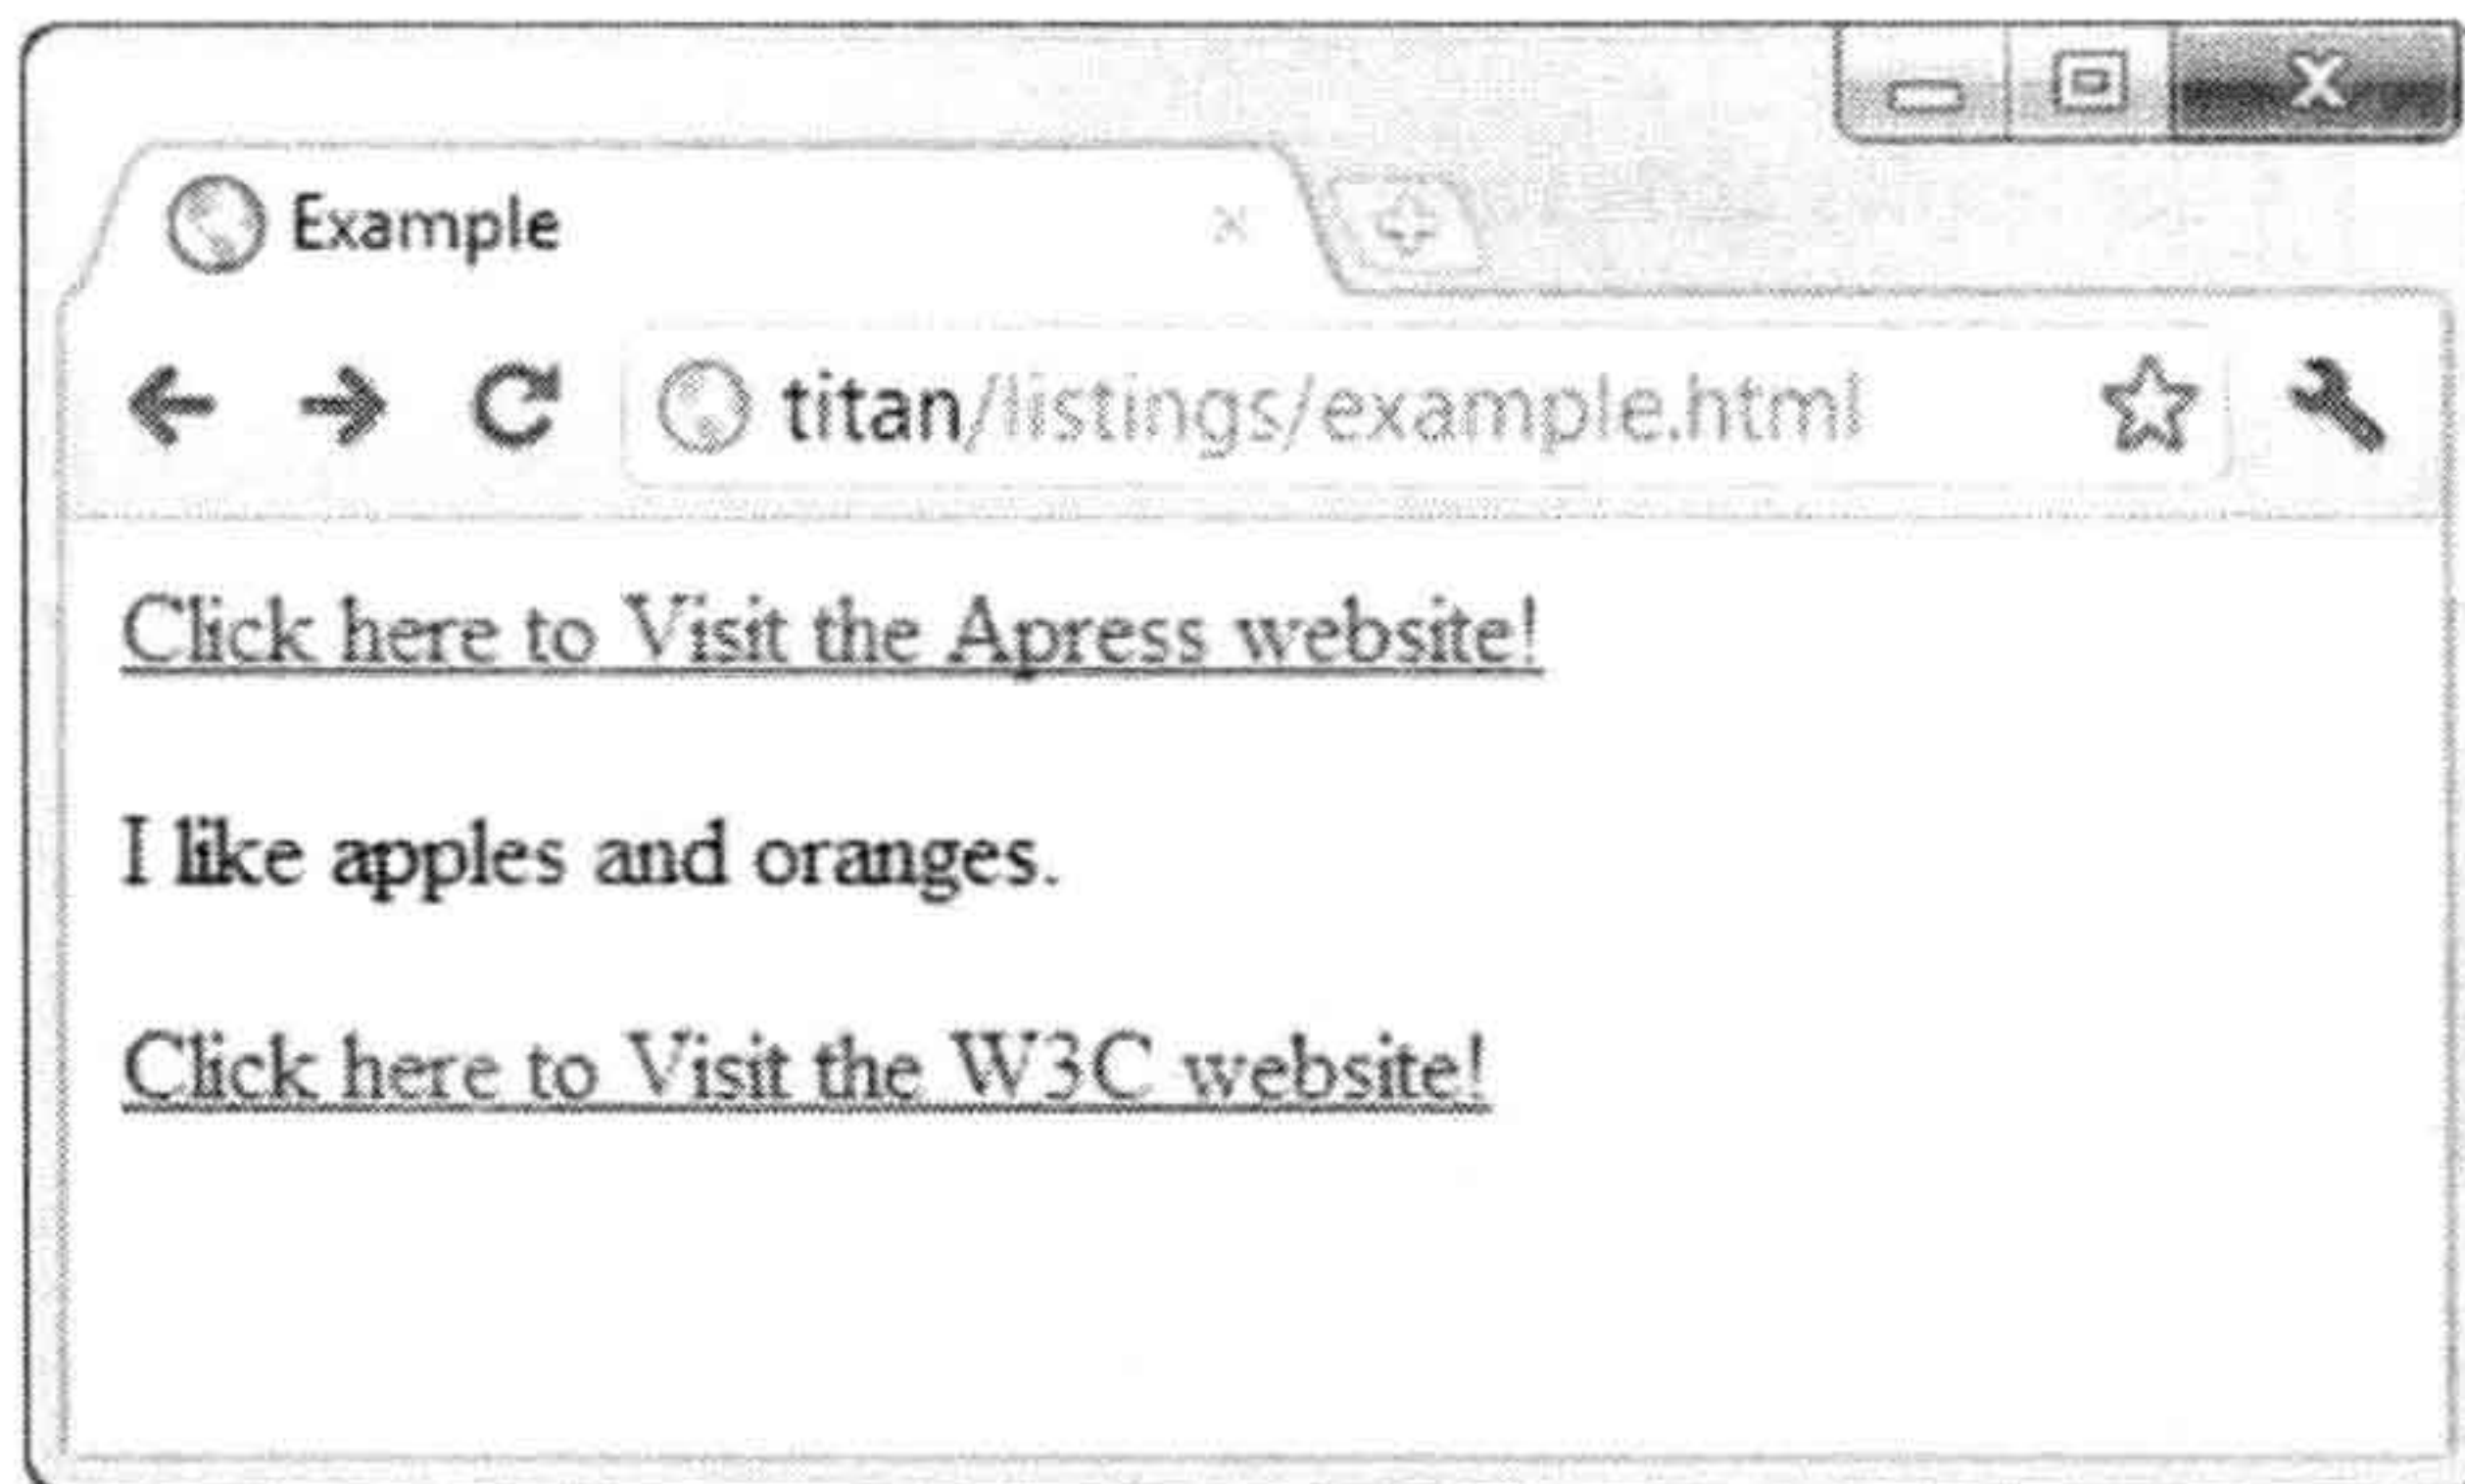 Example
titan/listings/example.html
Click here to Visit the Apress website!
I like apples and oranges.
Click here to Visit the W3C website!